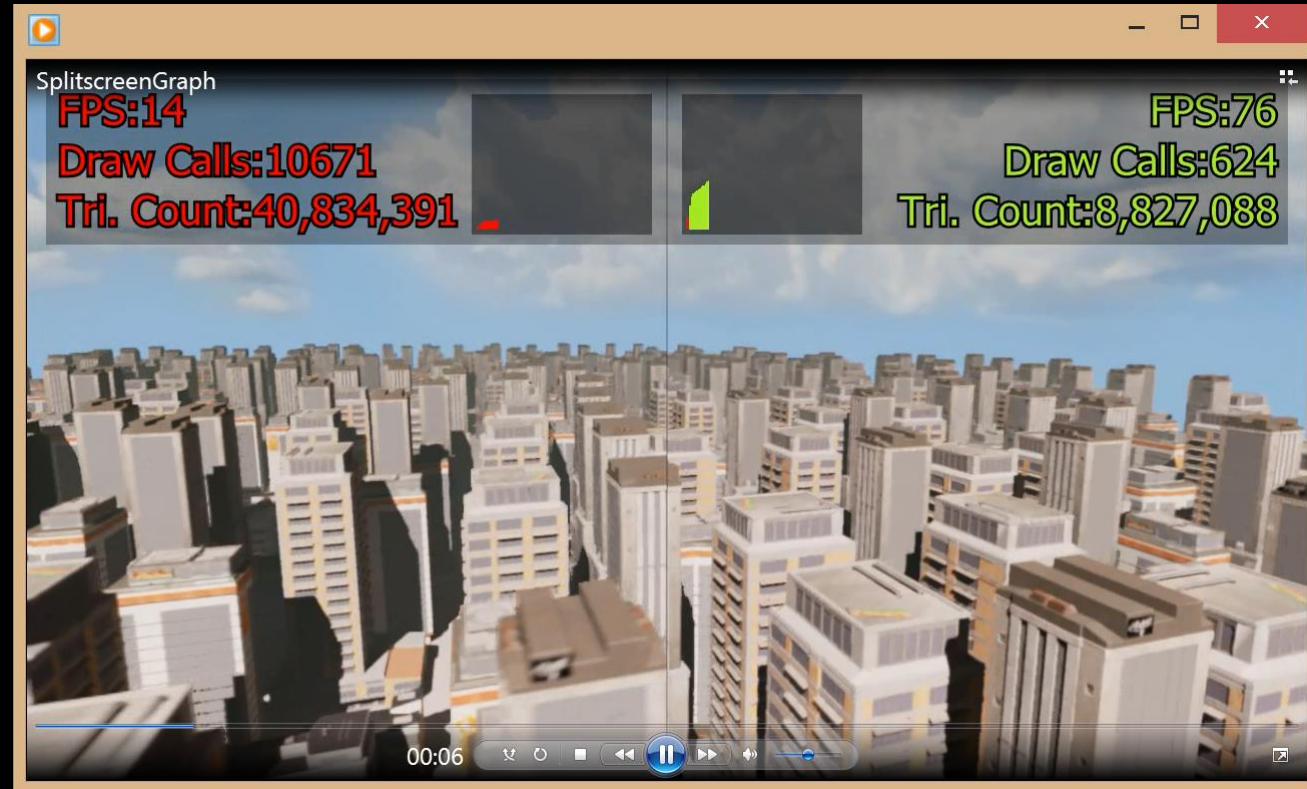 SplitscreenGraph
FPS:14
Draw Calls:10671
Tri. Count:40,834,391
FPS:76
Draw Calls:624
Tri. Count:8,827,088
00:06